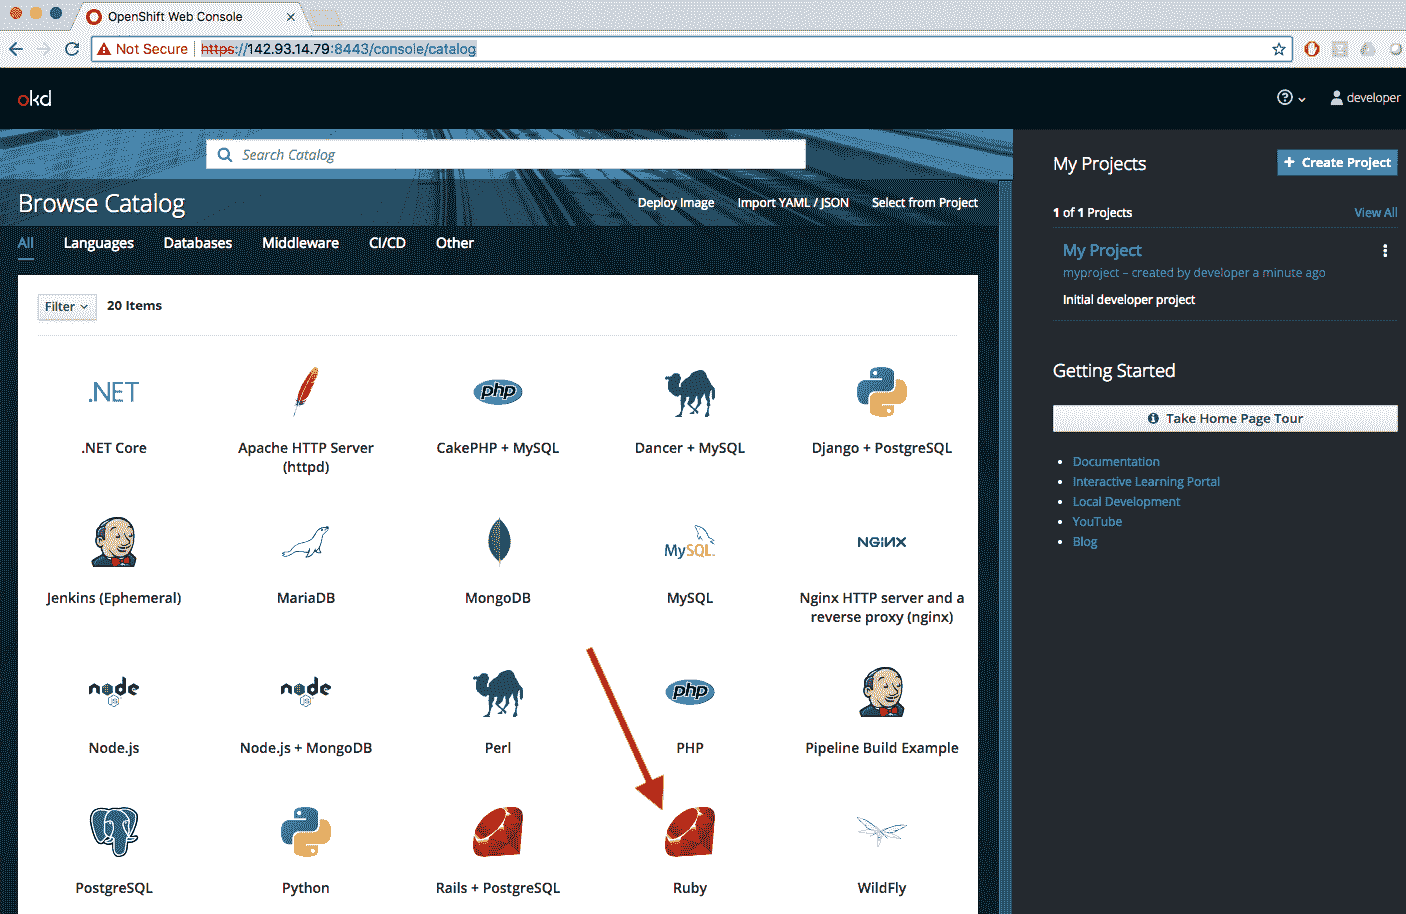 OpenShift Web Console
Not Secure https://142.93.14.79:8443/console/catalog
okd
developer
Search Catalog
My Projects
+ Create Project
Browse Catalog
Deploy Image Import YAML / JSON Select from Project
1 of 1 Projects View All
All Languages Databases Middleware CI/CD Other
My Project
myproject – created by developer a minute ago
Initial developer project
Filter 20 Items
Getting Started
Take Home Page Tour
Documentation
Interactive Learning Portal
Local Development
YouTube
Blog
.NET php
.NET Core Apache HTTP Server (httpd) CakePHP + MySQL Dancer + MySQL Django + PostgreSQL
MySQL NGINX
Jenkins (Ephemeral) MariaDB MongoDB MySQL Nginx HTTP server and a reverse proxy (nginx)
node node php
Node.js Node.js + MongoDB Perl PHP Pipeline Build Example
PostgreSQL Python Rails + PostgreSQL Ruby WildFly